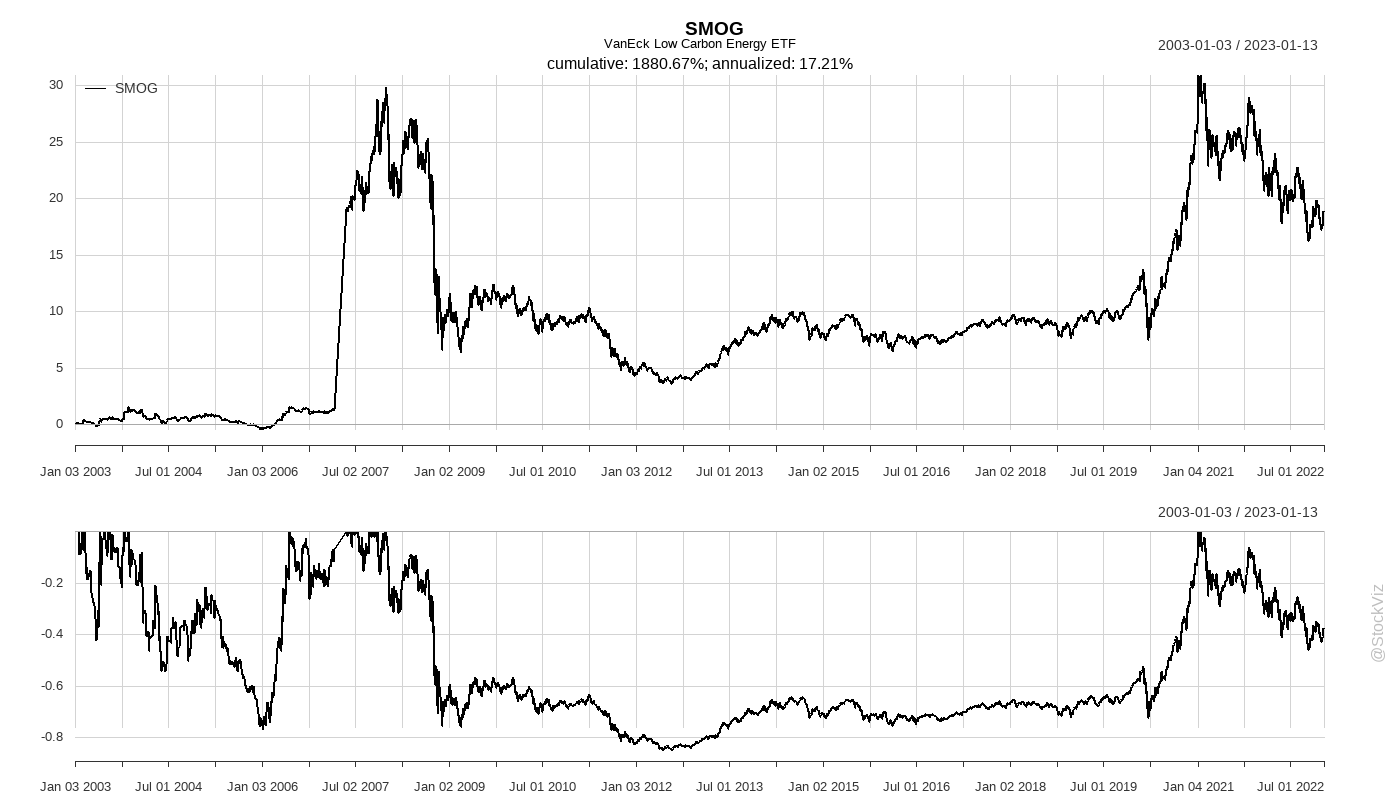 SMOG
VanEck Low Carbon Energy ETF
cumulative: 1880.67%; annualized: 17.21%
2003-01-03 / 2023-01-13
SMOG
30
25
20
15
10
5
0
Jan 03 2003 Jul 01 2004 Jan 03 2006 Jul 02 2007 Jan 02 2009 Jul 01 2010 Jan 03 2012 Jul 01 2013 Jan 02 2015 Jul 01 2016 Jan 02 2018 Jul 01 2019 Jan 04 2021 Jul 01 2022
2003-01-03 / 2023-01-13
-0.2
-0.4
-0.6
-0.8
Jan 03 2003 Jul 01 2004 Jan 03 2006 Jul 02 2007 Jan 02 2009 Jul 01 2010 Jan 03 2012 Jul 01 2013 Jan 02 2015 Jul 01 2016 Jan 02 2018 Jul 01 2019 Jan 04 2021 Jul 01 2022
@StockViz